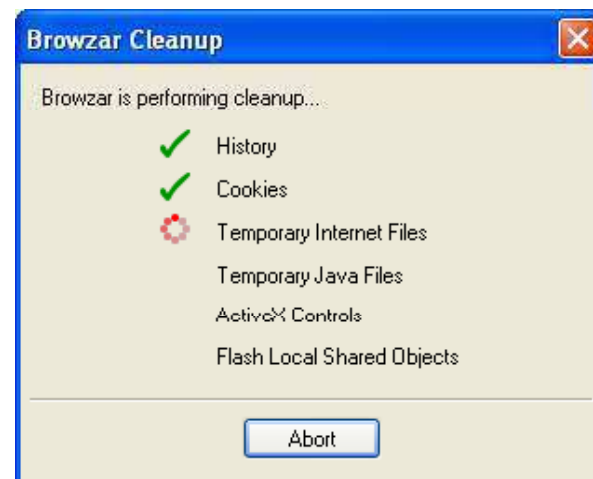 Browzar Cleanup
Browzar is performing cleanup...
History
Cookies
Temporary Internet Files
Temporary Java Files
ActiveX Controls
Flash Local Shared Objects
Abort